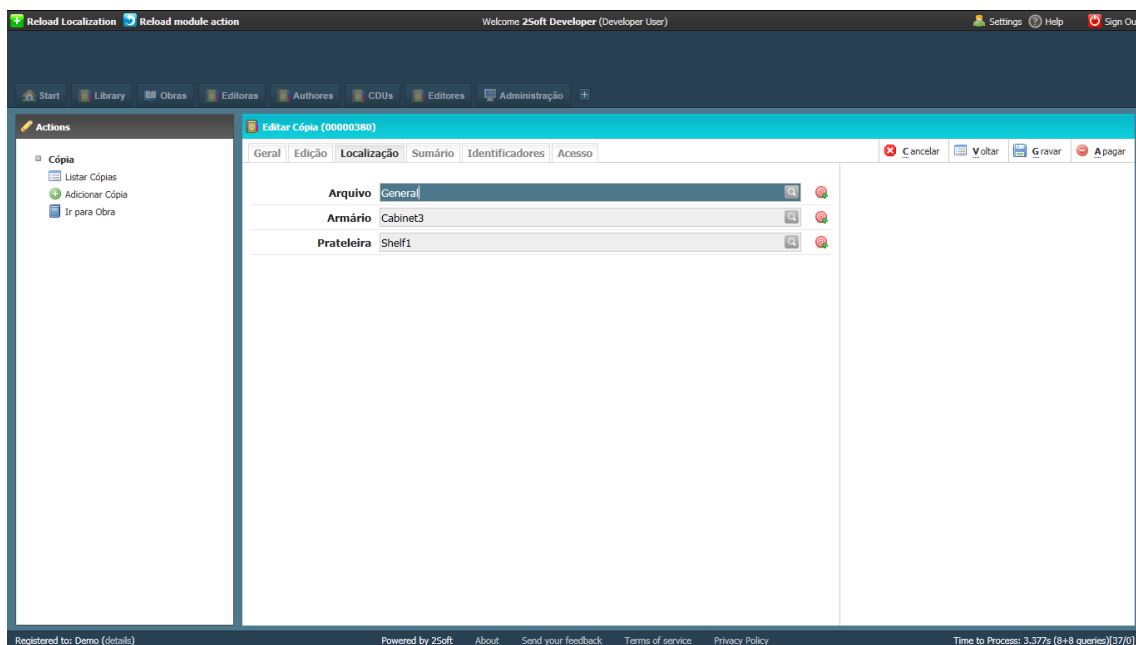 Reload Localization Reload module action Welcome 2Soft Developer (Developer User) Settings Help Sign Ou
Start Library Obras Editoras Authores CDUs Editores Administração
Actions
Cópia
Listar Cópias
Adicionar Cópia
Ir para Obra
Editar Cópia (00000380)
Geral Edição Localização Sumário Identificadores Acesso Cancelar Voltar Gravar Apagar
Arquivo General
Armário Cabinet3
Prateleira Shelf1
Registered to: Demo (details) Powered by 2Soft About Send your feedback Terms of service Privacy Policy Time to Process: 3.377s (8+8 queries)[37/0]